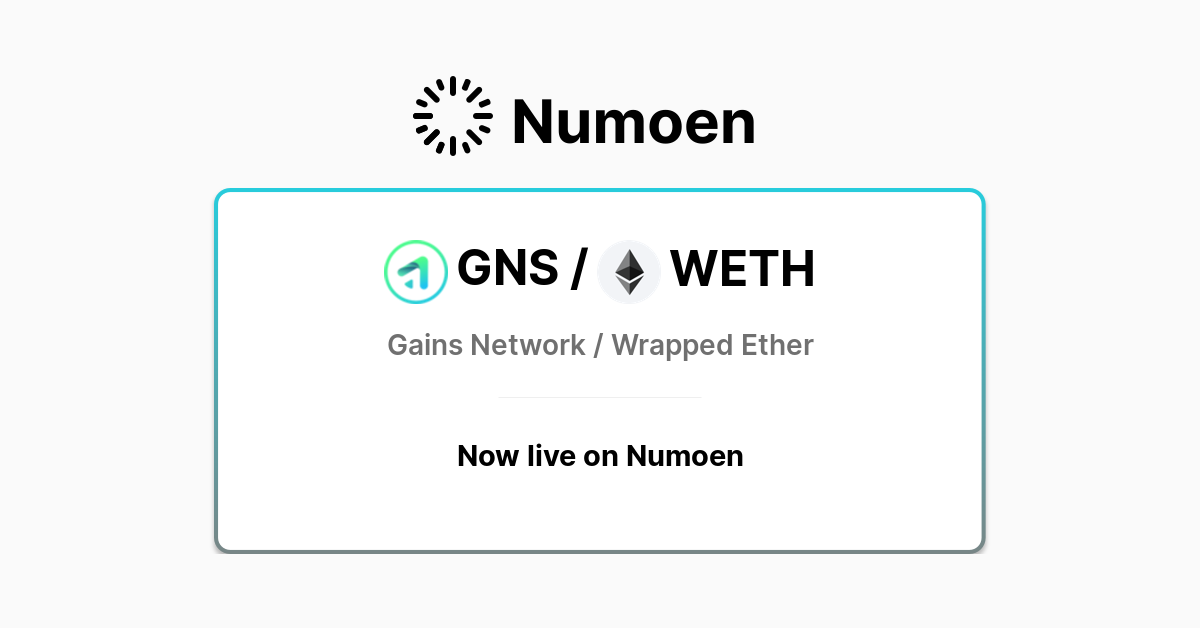 Numoen
GNS / WETH
Gains Network / Wrapped Ether
Now live on Numoen